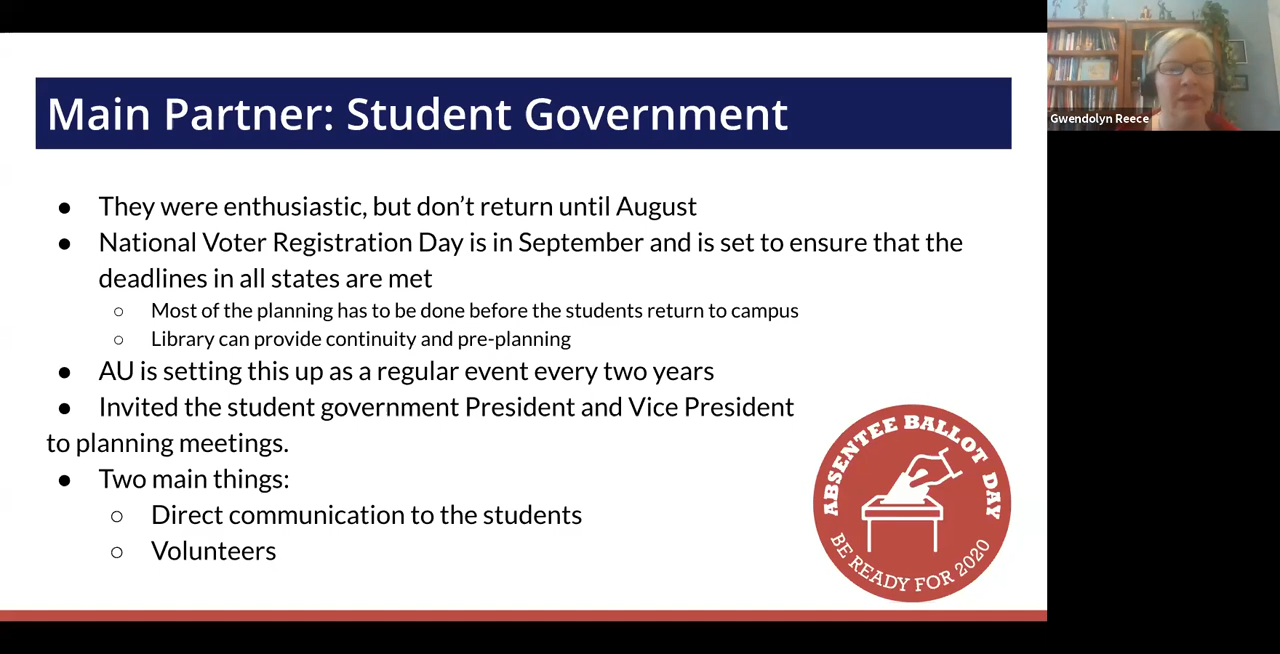 Main Partner: Student Government
● They were enthusiastic, but don’t return until August
● National Voter Registration Day is in September and is set to ensure that the
deadlines in all states are met
○ Most of the planning has to be done before the students return to campus
○ Library can provide continuity and pre-planning
● AU is setting this up as a regular event every two years
● Invited the student government President and Vice President
to planning meetings.
● Two main things:
○ Direct communication to the students
○ Volunteers
ABSENTEE BALLOT DAY
BE READY FOR 2020
Gwendolyn Reece